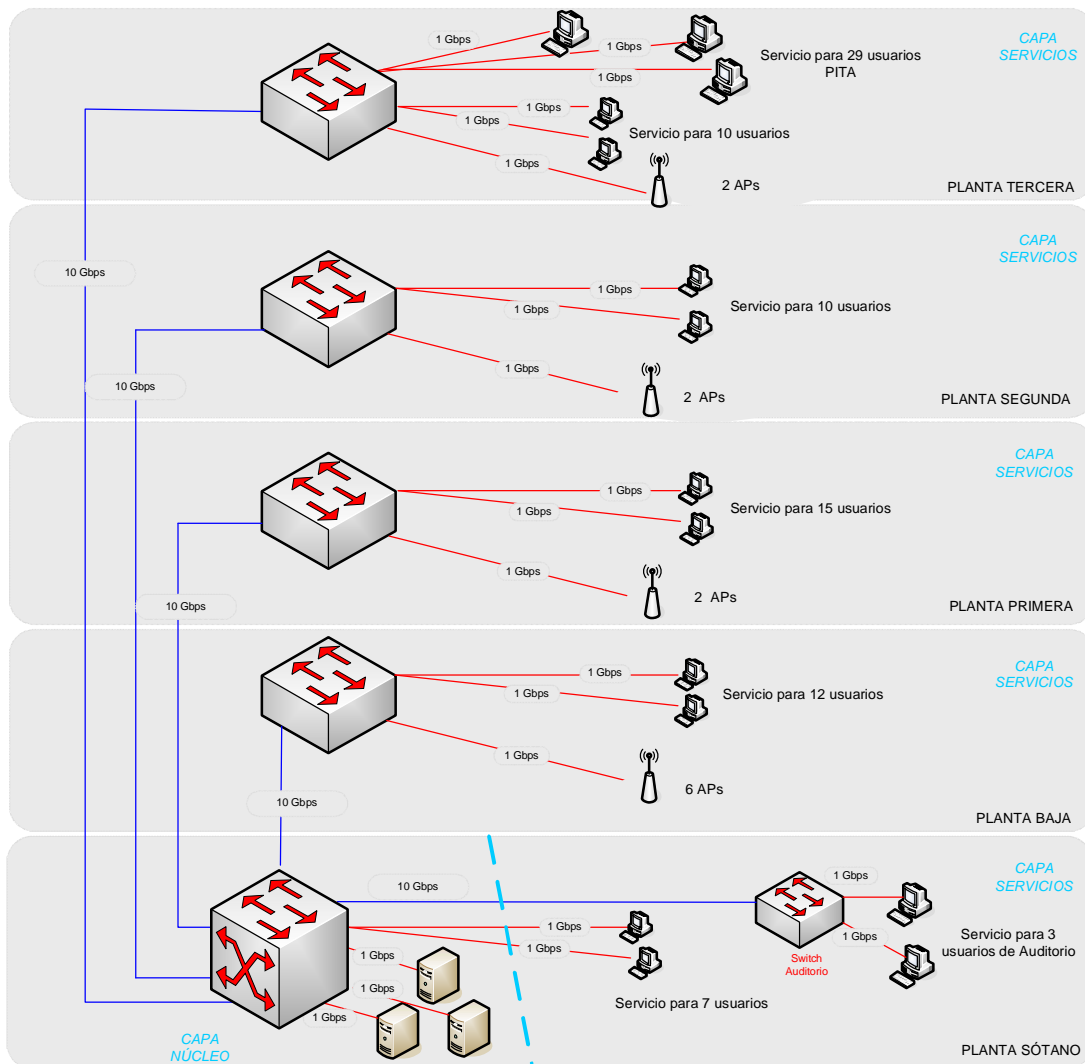 1 Gbps
1 Gbps
1 Gbps
Servicio para 29 usuarios
PITA
CAPA
SERVICIOS
1 Gbps
1 Gbps
Servicio para 10 usuarios
1 Gbps
2 APs
PLANTA TERCERA
10 Gbps
CAPA
SERVICIOS
1 Gbps
1 Gbps
Servicio para 10 usuarios
1 Gbps
10 Gbps
2 APs
PLANTA SEGUNDA
CAPA
SERVICIOS
1 Gbps
1 Gbps
Servicio para 15 usuarios
1 Gbps
10 Gbps
2 APs
PLANTA PRIMERA
CAPA
SERVICIOS
1 Gbps
1 Gbps
Servicio para 12 usuarios
1 Gbps
6 APs
10 Gbps
PLANTA BAJA
10 Gbps
1 Gbps
CAPA
SERVICIOS
1 Gbps
1 Gbps
1 Gbps
Servicio para 3
usuarios de Auditorio
Switch
Auditorio
1 Gbps
1 Gbps
1 Gbps
Servicio para 7 usuarios
CAPA
NÚCLEO
PLANTA SÓTANO